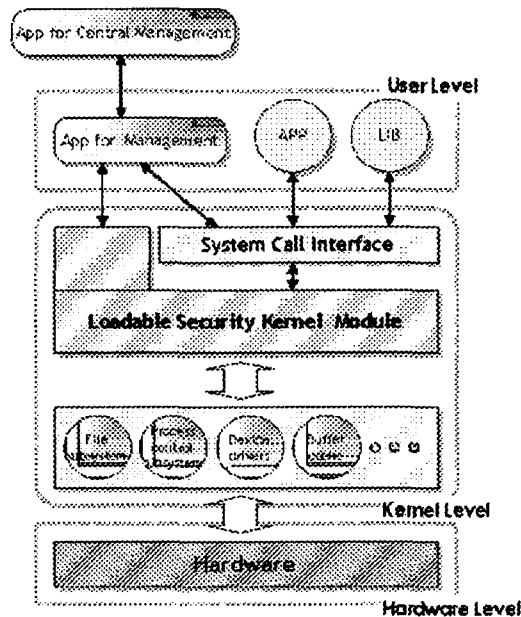 App for Central Management
User Level
App for Management
APP
LIB
System Call Interface
Loadable Security Kernel Module
File
subsystem
Process
control
subsystem
Device
drivers
Buffer
Kernel Level
Hardware
Hardware Level